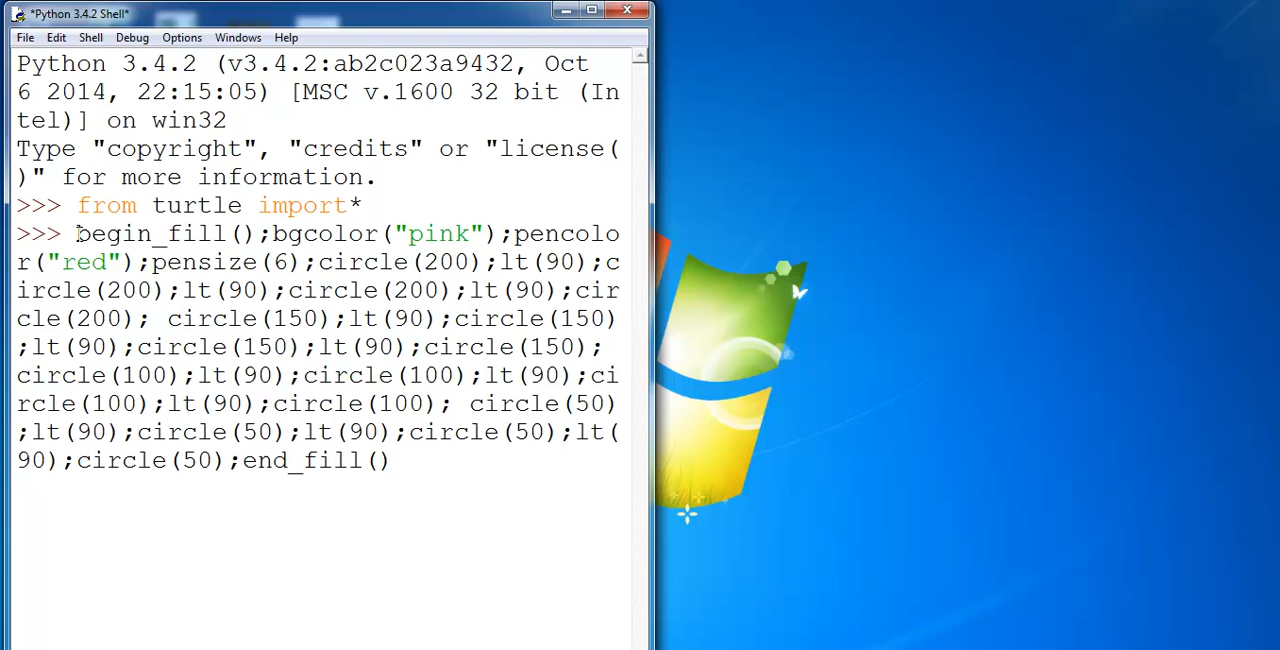 *Python 3.4.2 Shell*
File Edit Shell Debug Options Windows Help
Python 3.4.2 (v3.4.2:ab2c023a9432, Oct
6 2014, 22:15:05) [MSC v.1600 32 bit (In
tel)] on win32
Type "copyright", "credits" or "license(
)" for more information.
>>> from turtle import*
>>> begin_fill();bgcolor("pink");pencolo
r("red");pensize(6);circle(200);lt(90);c
ircle(200);lt(90);circle(200);lt(90);cir
cle(200); circle(150);lt(90);circle(150)
;lt(90);circle(150);lt(90);circle(150);
circle(100);lt(90);circle(100);lt(90);ci
rcle(100);lt(90);circle(100); circle(50)
;lt(90);circle(50);lt(90);circle(50);lt(
90);circle(50);end_fill()